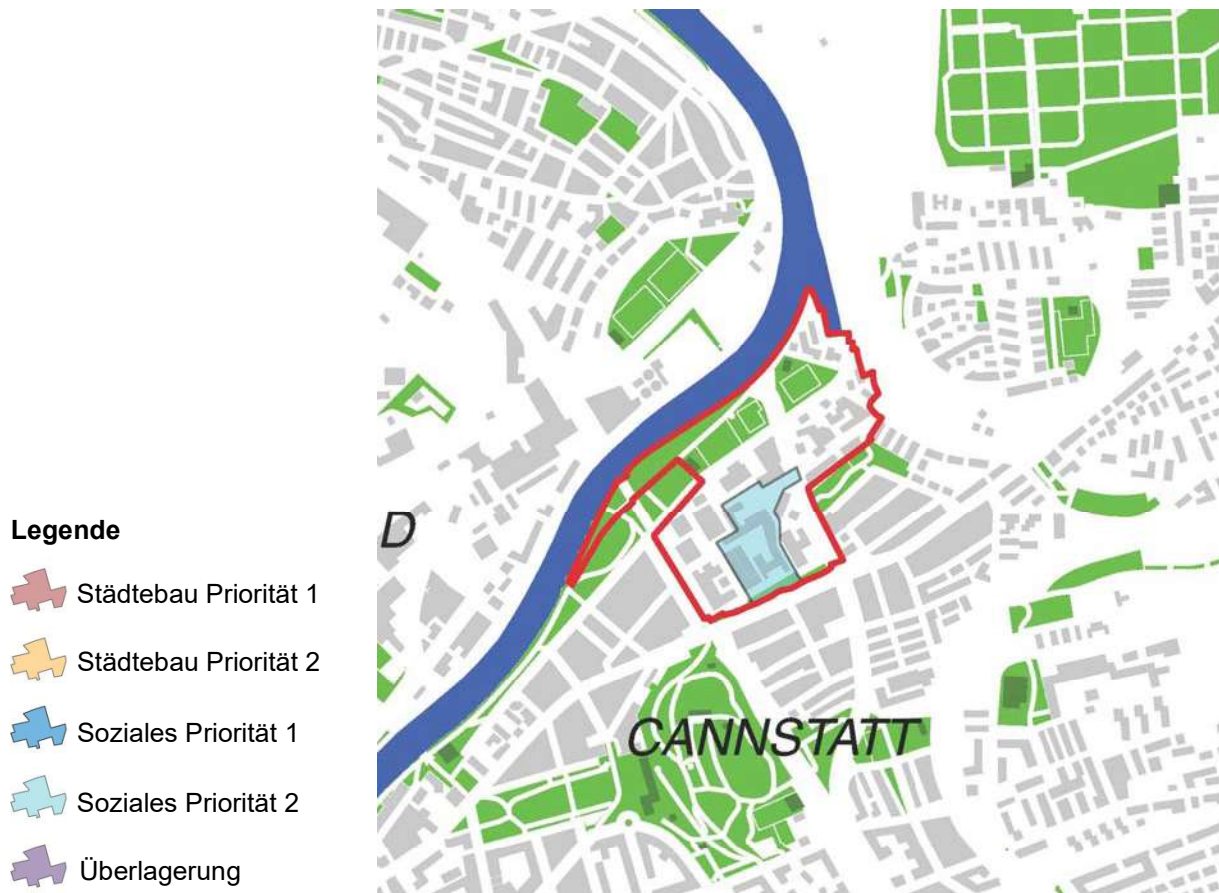 Legende
Städtebau Priorität 1
Städtebau Priorität 2
Soziales Priorität 1
Soziales Priorität 2
Überlagerung
D
CANNSTATT